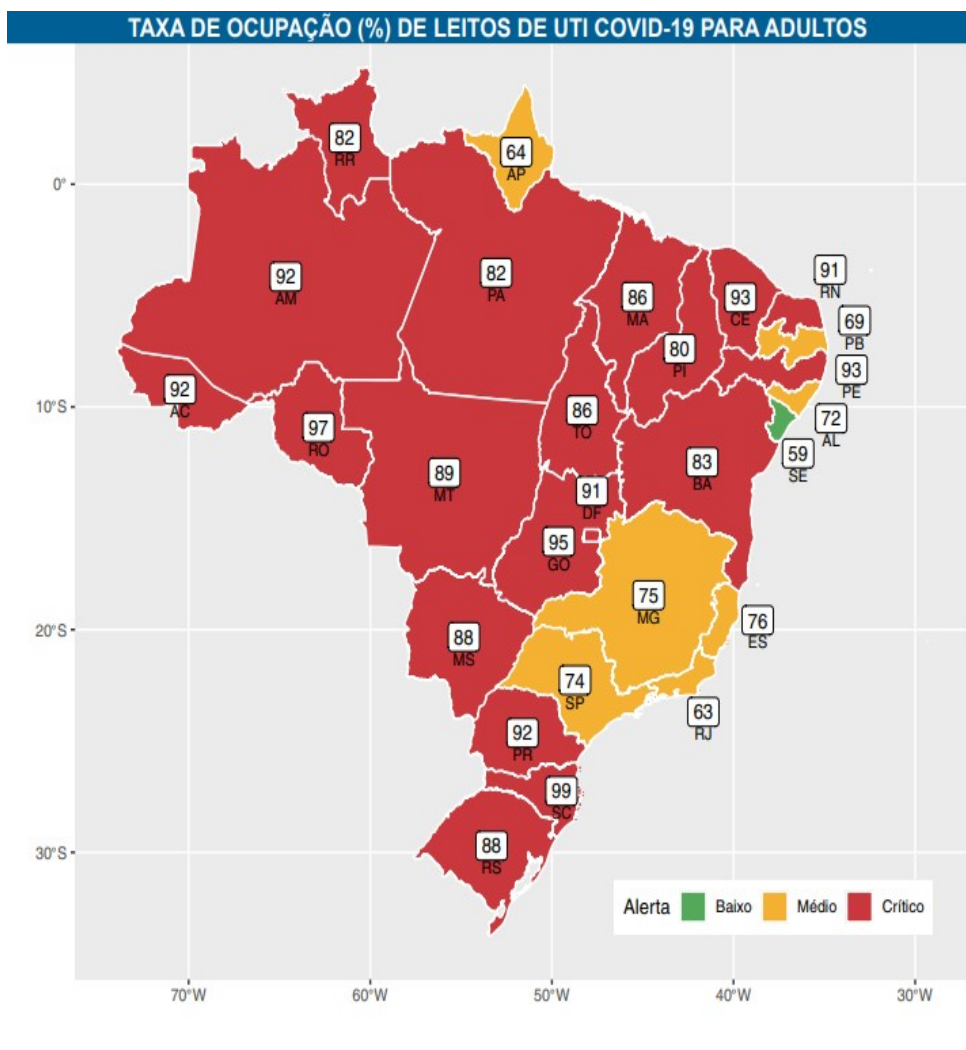 TAXA DE OCUPAÇÃO (%) DE LEITOS DE UTI COVID-19 PARA ADULTOS
82
RR
64
AP
0°
92
AM
82
PA
86
MA
93
CE
91
RN
69
PB
80
PI
93
PE
92
AC
10°S
97
RO
86
TO
72
AL
59
SE
89
MT
83
BA
91
DF
95
GO
75
MG
76
ES
20°S
88
MS
74
SP
63
RJ
92
PR
99
SC
30°S
88
RS
Alerta Baixo Médio Crítico
70°W 60°W 50°W 40°W 30°W